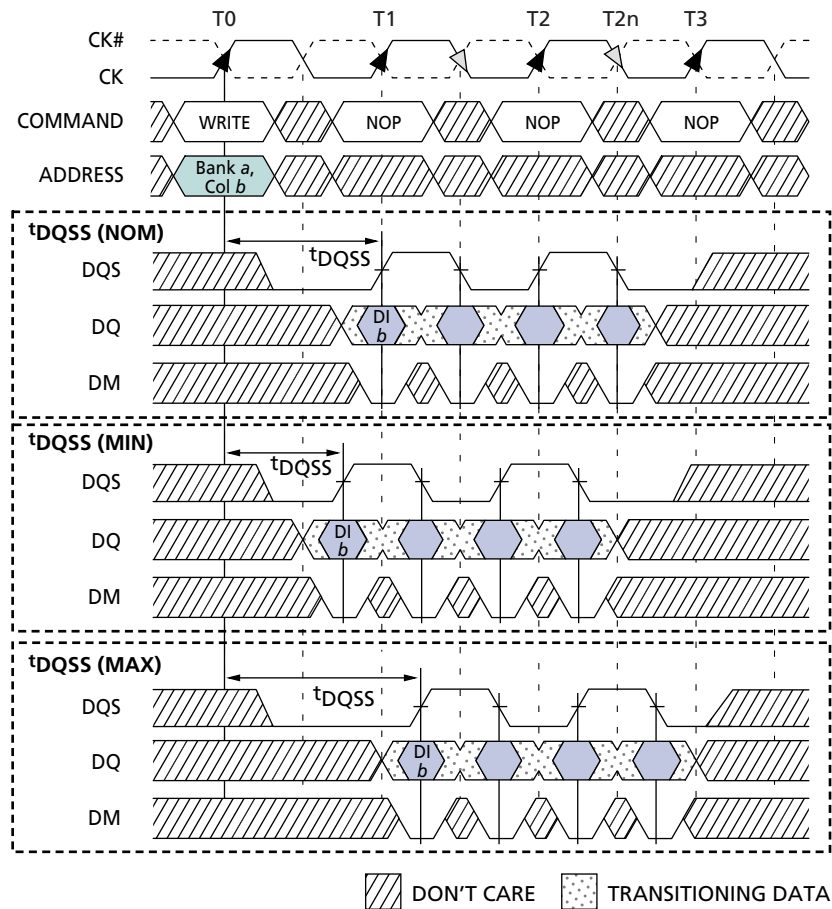 T0 T1 T2 T2n T3
CK#
CK
COMMAND WRITE NOP NOP NOP
ADDRESS Bank a,
Col b
tDQSS (NOM)
tDQSS
DQS
DQ DI
b
DM
tDQSS (MIN)
tDQSS
DQS
DQ DI
b
DM
tDQSS (MAX)
tDQSS
DQS
DQ DI
b
DM
DON'T CARE TRANSITIONING DATA